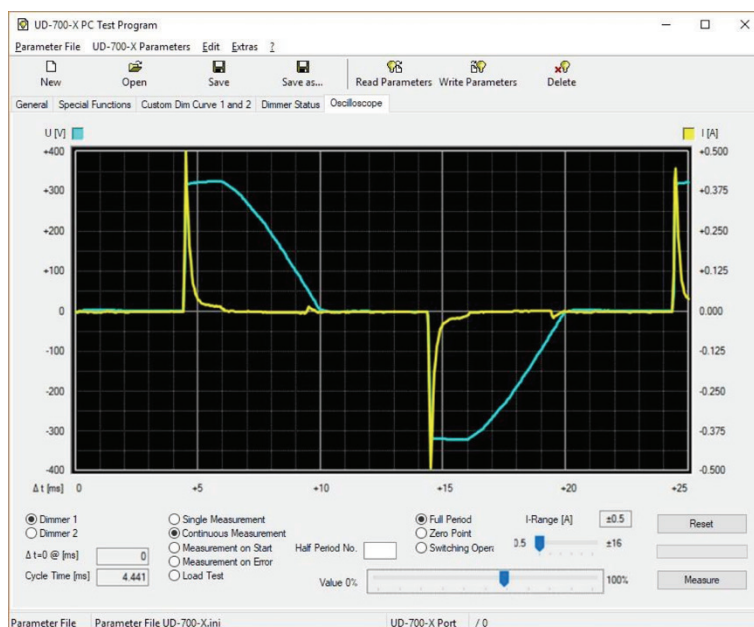 UD-700-X PC Test Program
Parameter File UD-700-X Parameters Edit Extras ?
New Open Save Save as... Read Parameters Write Parameters Delete
General Special Functions Custom Dim Curve 1 and 2 Dimmer Status Oscilloscope
U [V] I [A]
+400 +0.500
+300 +0.375
+200 +0.250
+100 +0.125
0 0.000
-100 -0.125
-200 -0.250
-300 -0.375
-400 -0.500
Δ t [ms] 0 +5 +10 +15 +20 +25
Dimmer 1 Single Measurement Full Period I-Range [A] ±0.5 Reset
Dimmer 2 Continuous Measurement Zero Point
Measurement on Start Half Period No. Switching Opera 0.5 ±16
Δ t=0 @ [ms] 0 Measurement on Error
Cycle Time [ms] 4.441 Load Test Value 0% 100% Measure
Parameter File Parameter File UD-700-X.ini UD-700-X Port / 0